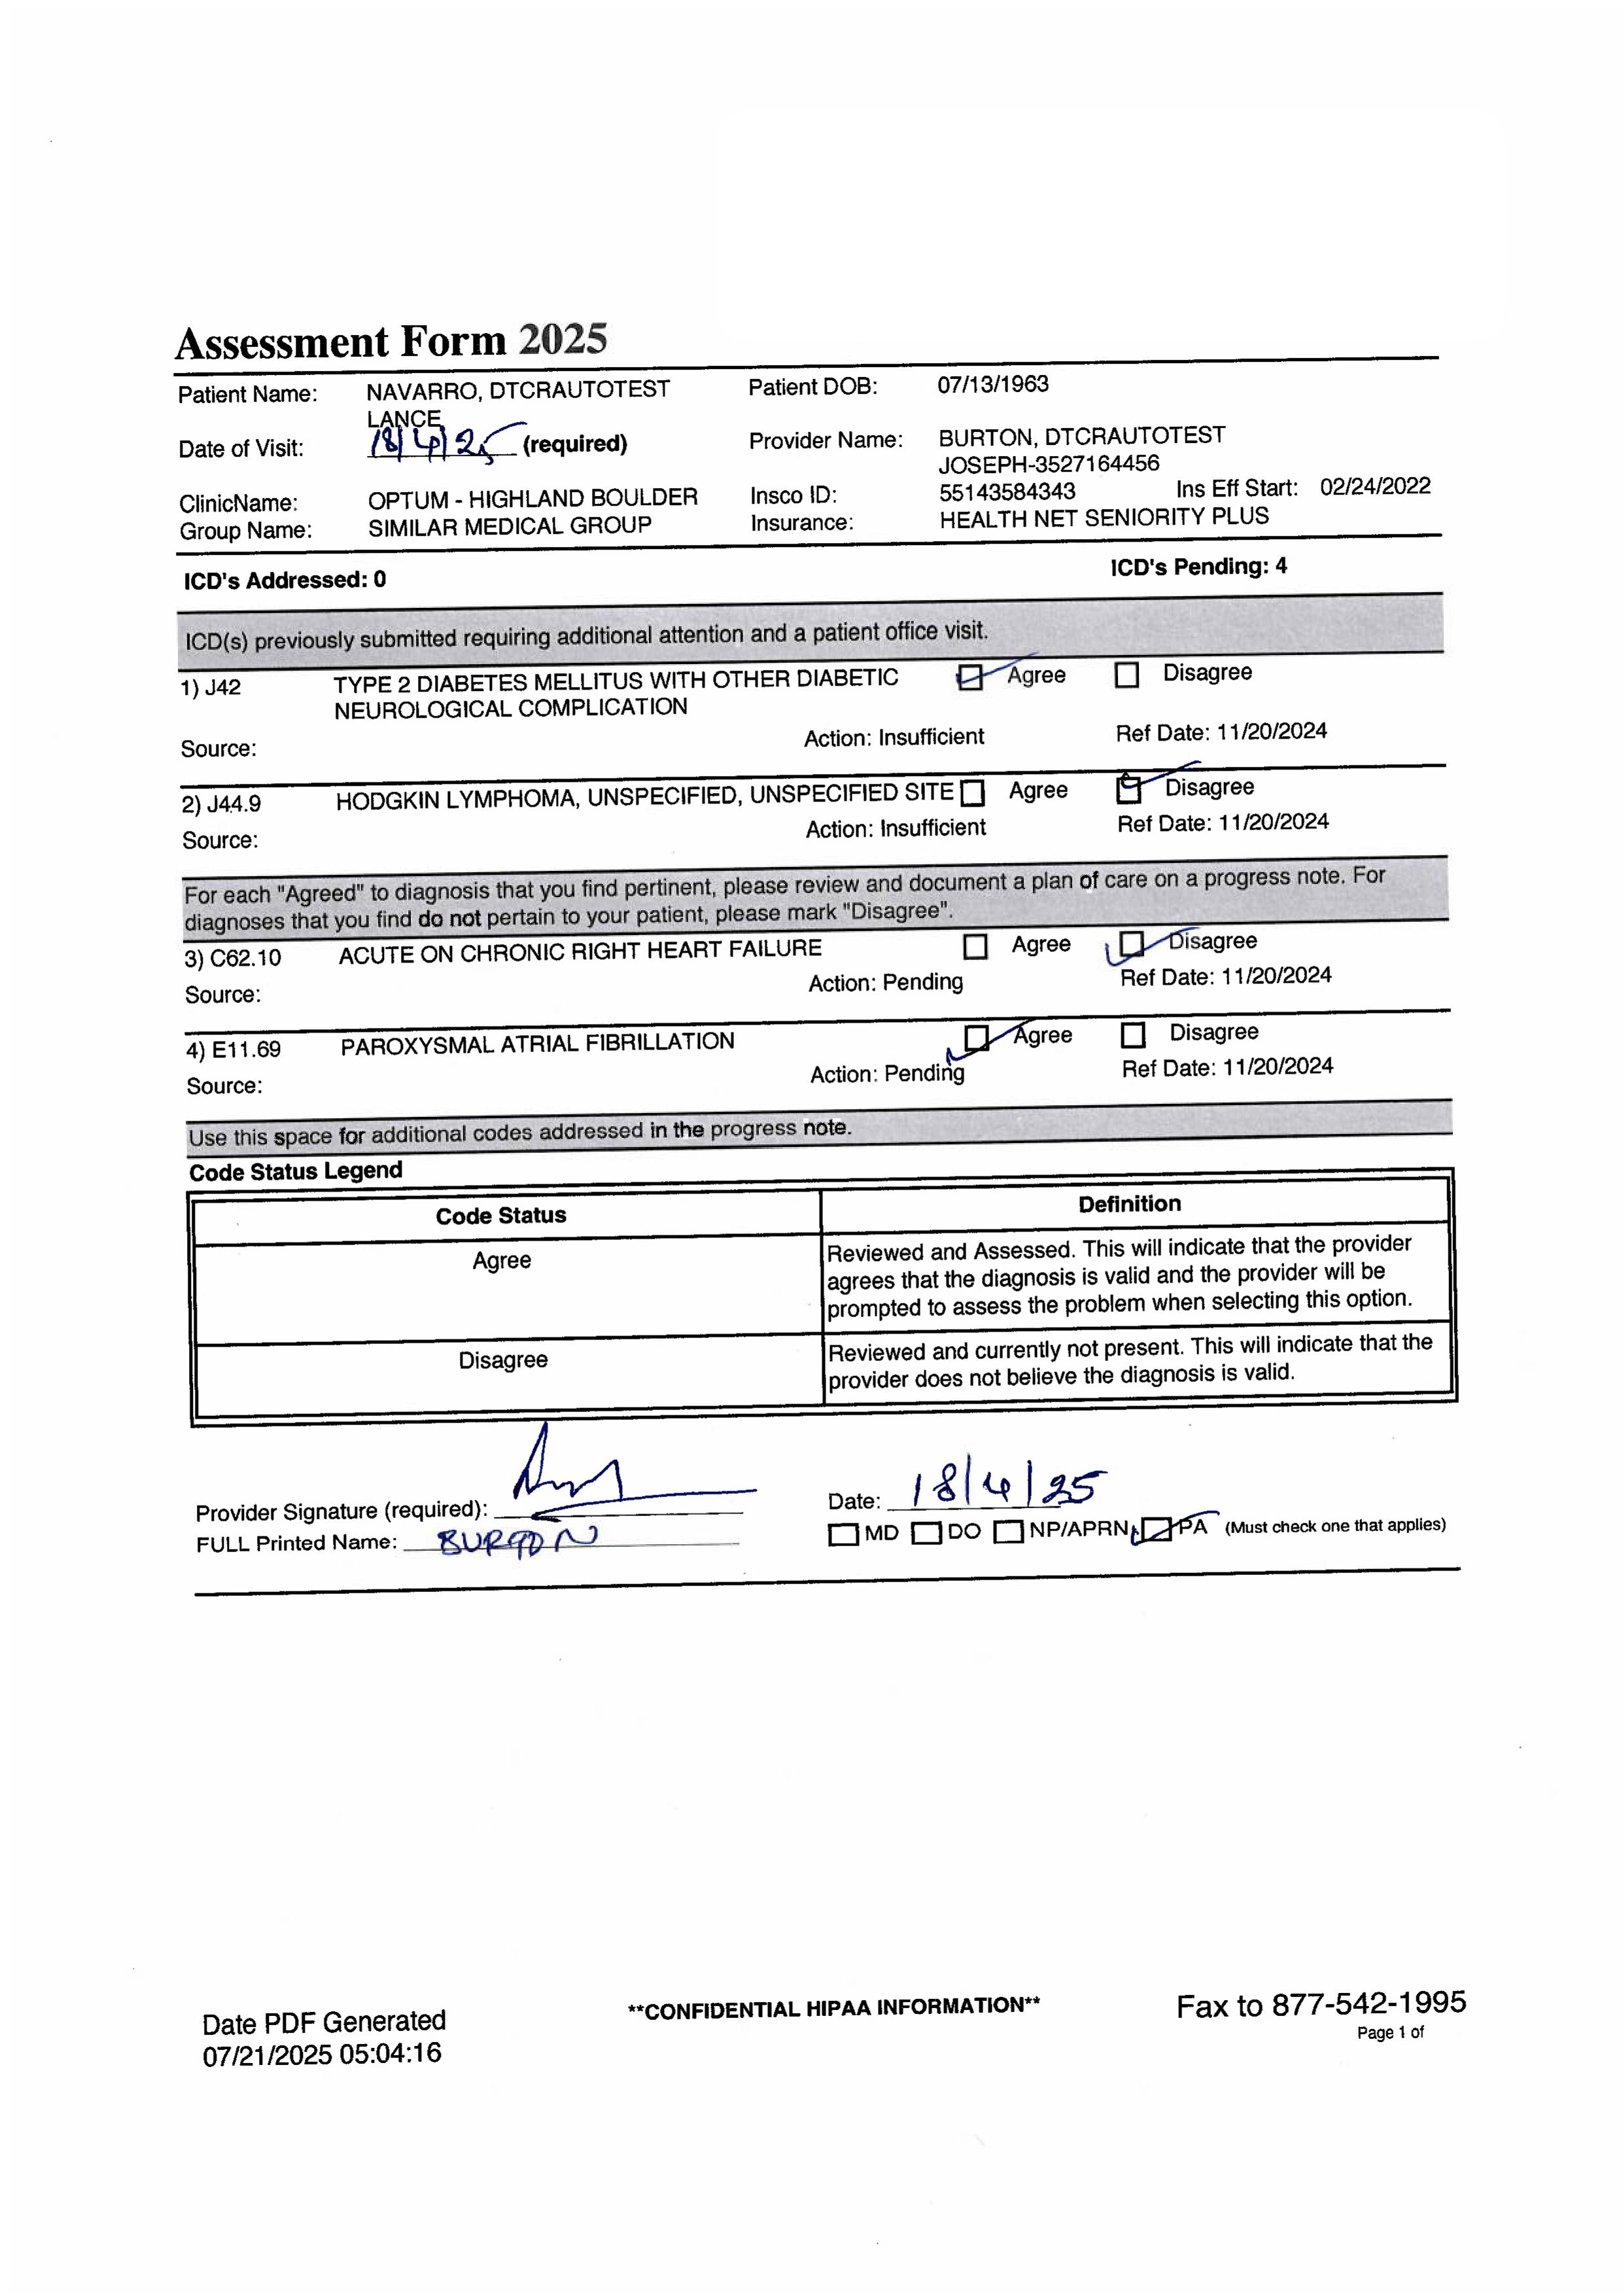 Assessment Form 2025
Patient Name: NAVARRO, DTCRAUTOTEST LANCE Patient DOB: 07/13/1963
Date of Visit: 18/4/25 (required) Provider Name: BURTON, DTCRAUTOTEST JOSEPH-3527164456
ClinicName: OPTUM - HIGHLAND BOULDER Insco ID: 55143584343 Ins Eff Start: 02/24/2022
Group Name: SIMILAR MEDICAL GROUP Insurance: HEALTH NET SENIORITY PLUS
ICD's Addressed: 0 ICD's Pending: 4
ICD(s) previously submitted requiring additional attention and a patient office visit.
1) J42 TYPE 2 DIABETES MELLITUS WITH OTHER DIABETIC Agree Disagree
NEUROLOGICAL COMPLICATION
Source: Action: Insufficient Ref Date: 11/20/2024
2) J44.9 HODGKIN LYMPHOMA, UNSPECIFIED, UNSPECIFIED SITE Agree Disagree
Source: Action: Insufficient Ref Date: 11/20/2024
For each "Agreed" to diagnosis that you find pertinent, please review and document a plan of care on a progress note. For
diagnoses that you find do not pertain to your patient, please mark "Disagree".
3) C62.10 ACUTE ON CHRONIC RIGHT HEART FAILURE Agree Disagree
Source: Action: Pending Ref Date: 11/20/2024
4) E11.69 PAROXYSMAL ATRIAL FIBRILLATION Agree Disagree
Source: Action: Pending Ref Date: 11/20/2024
Use this space for additional codes addressed in the progress note.
Code Status Legend
Code Status Definition
Agree Reviewed and Assessed. This will indicate that the provider
agrees that the diagnosis is valid and the provider will be
prompted to assess the problem when selecting this option.
Disagree Reviewed and currently not present. This will indicate that the
provider does not believe the diagnosis is valid.
Provider Signature (required): Date: 18/4/25
FULL Printed Name: BURTON MD DO NP/APRN PA (Must check one that applies)
Date PDF Generated **CONFIDENTIAL HIPAA INFORMATION** Fax to 877-542-1995
07/21/2025 05:04:16 Page 1 of